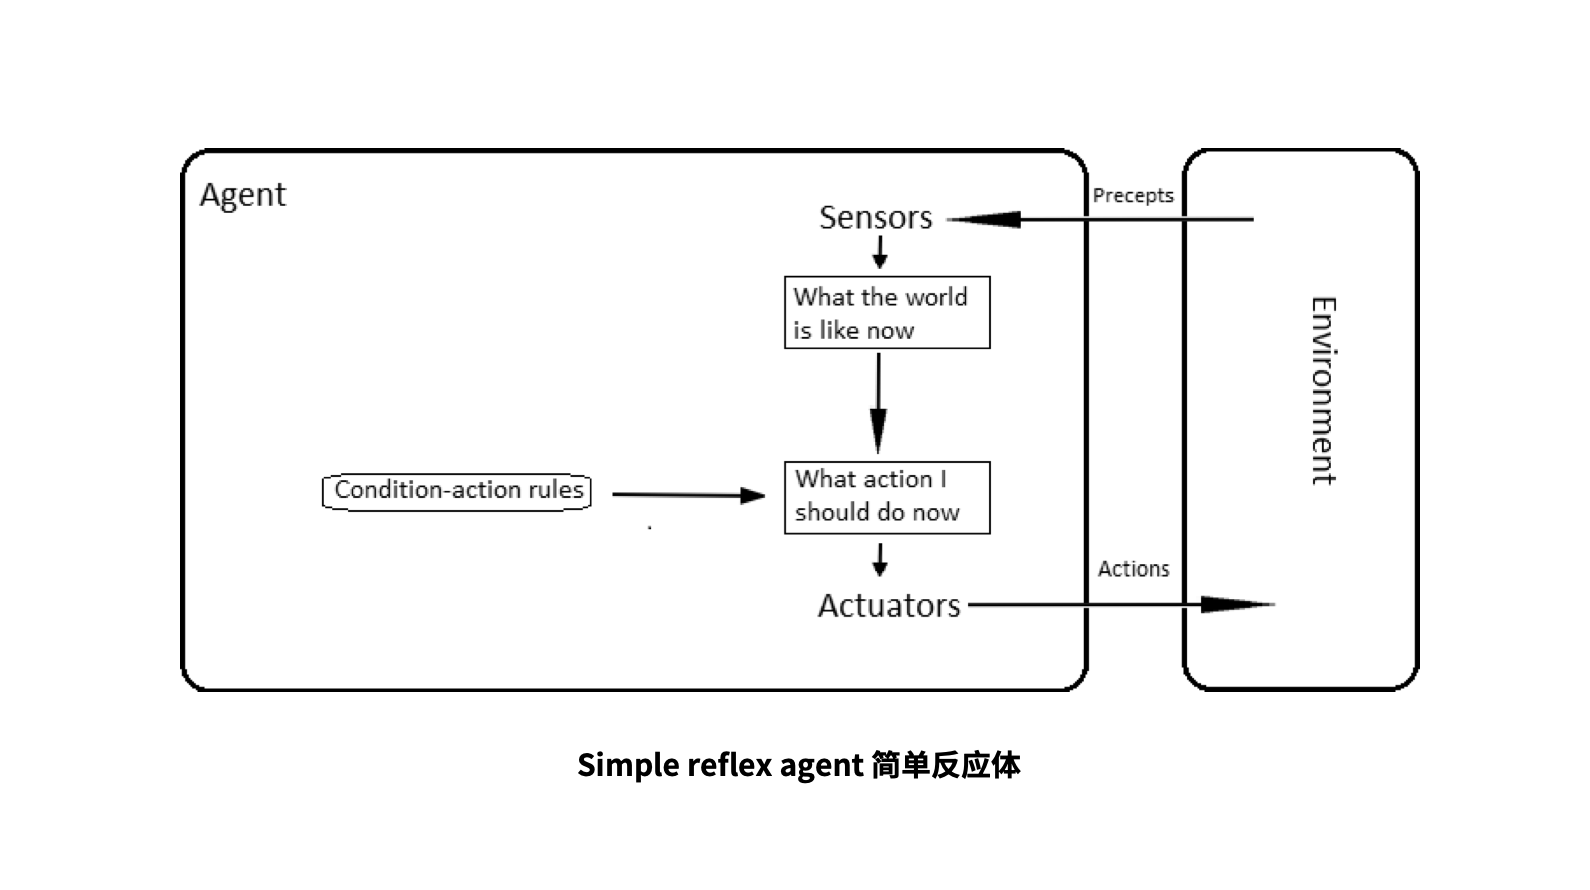 Agent
Precepts
Sensors
What the world
is like now
Environment
Condition-action rules
What action I
should do now
Actions
Actuators
Simple reflex agent 简单反应体